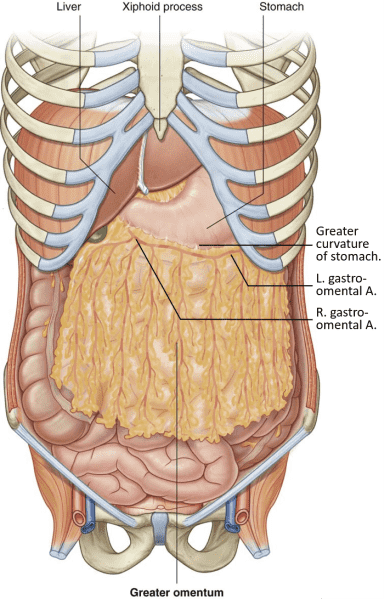 Liver
Xiphoid process
Stomach
Greater
curvature
of stomach.
L. gastro-
omental A.
R. gastro-
omental A.
Greater omentum